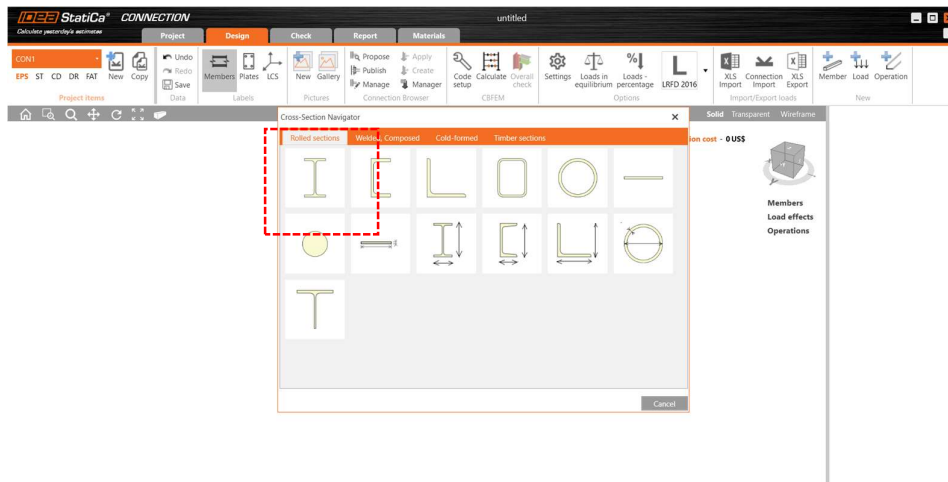 IDEA StatiCa® CONNECTION
untitled
Calculate yesterday's estimates
Project Design Check Report Materials
CON1
EPS ST CD DR FAT
New Copy
Undo
Redo
Save
Members Plates LCS
New Gallery
Propose Apply
Publish Create
Manage Manager
Code setup Calculate Overall check
Settings Loads in equilibrium Loads - percentage
L
LRFD 2016
XLS Import Connection Import XLS Export
Member Load Operation
Project items Data Labels Pictures Connection Browser CBFEM Options Import/Export loads New
Cross-Section Navigator
Solid Transparent Wireframe
Rolled sections Welded, Composed Cold-formed Timber sections
ion cost - 0 US$
Members
Load effects
Operations
Cancel